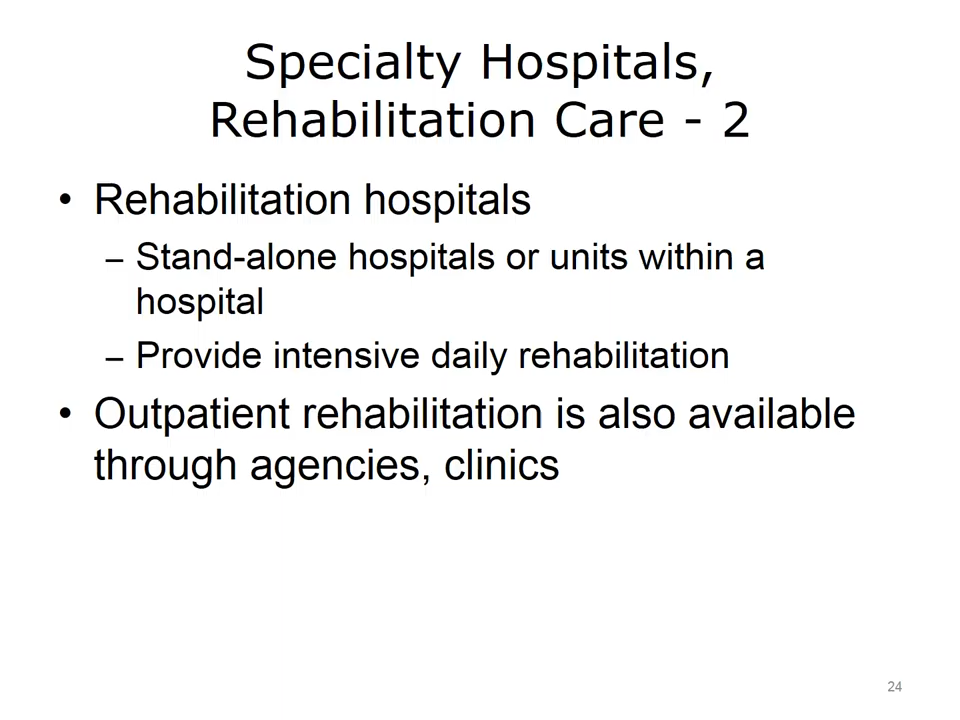 Specialty Hospitals,
Rehabilitation Care - 2
• Rehabilitation hospitals
– Stand-alone hospitals or units within a
hospital
– Provide intensive daily rehabilitation
• Outpatient rehabilitation is also available
through agencies, clinics
24